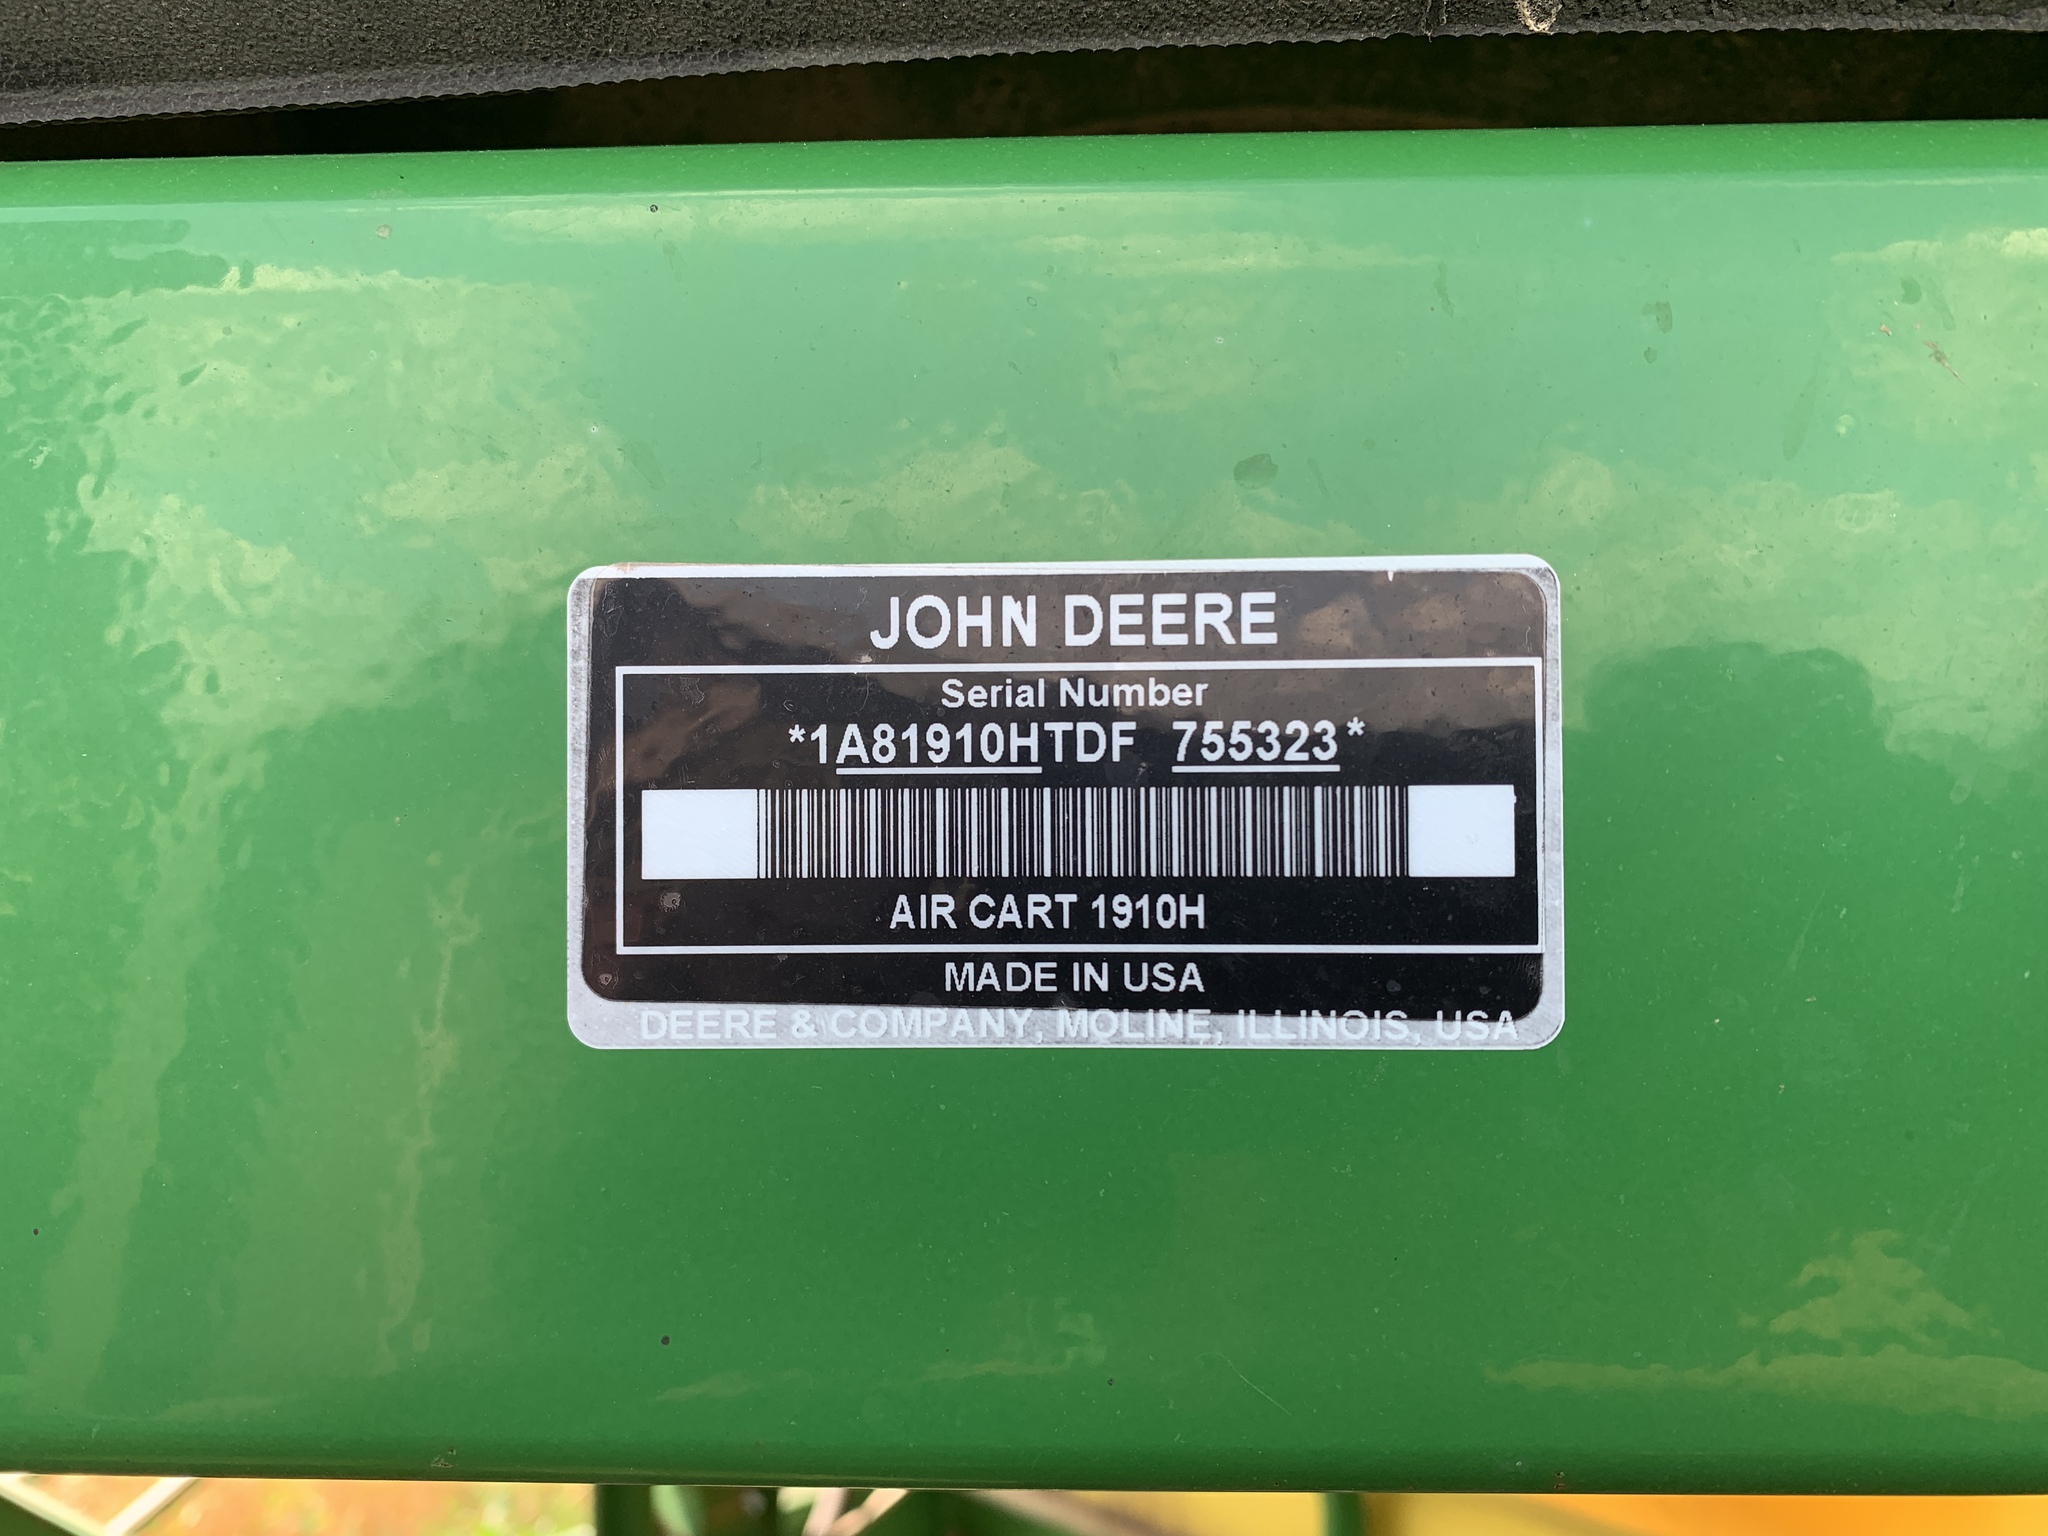 JOHN DEERE
Serial Number
*1A81910HTDF 755323*
AIR CART 1910H
MADE IN USA
DEERE & COMPANY, MOLINE, ILLINOIS, USA